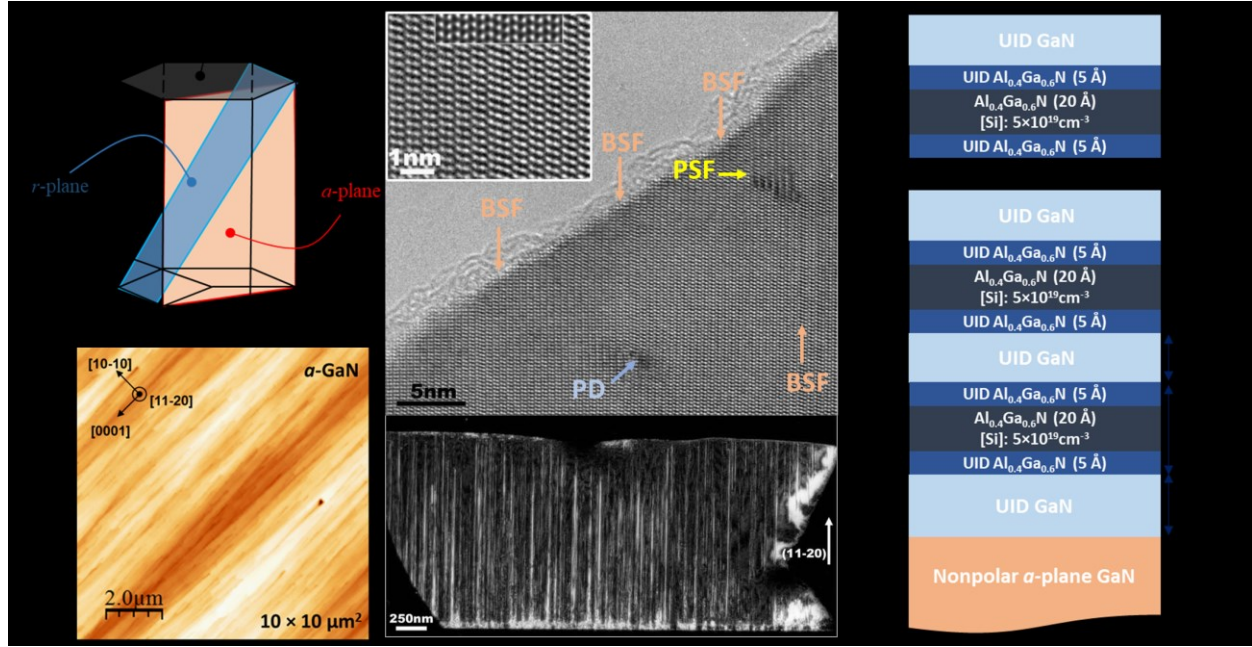 r-plane
a-plane
[10-10]
a-GaN
[11-20]
[0001]
2.0μm
10 × 10 μm²
1nm
BSF
BSF
BSF
PSF
5nm
PD
BSF
(11-20)
250nm
UID GaN
UID Al₀.₄Ga₀.₆N (5 Å)
Al₀.₄Ga₀.₆N (20 Å)
[Si]: 5×10¹⁹cm⁻³
UID Al₀.₄Ga₀.₆N (5 Å)
UID GaN
UID Al₀.₄Ga₀.₆N (5 Å)
Al₀.₄Ga₀.₆N (20 Å)
[Si]: 5×10¹⁹cm⁻³
UID Al₀.₄Ga₀.₆N (5 Å)
UID GaN
UID Al₀.₄Ga₀.₆N (5 Å)
Al₀.₄Ga₀.₆N (20 Å)
[Si]: 5×10¹⁹cm⁻³
UID Al₀.₄Ga₀.₆N (5 Å)
UID GaN
Nonpolar a-plane GaN